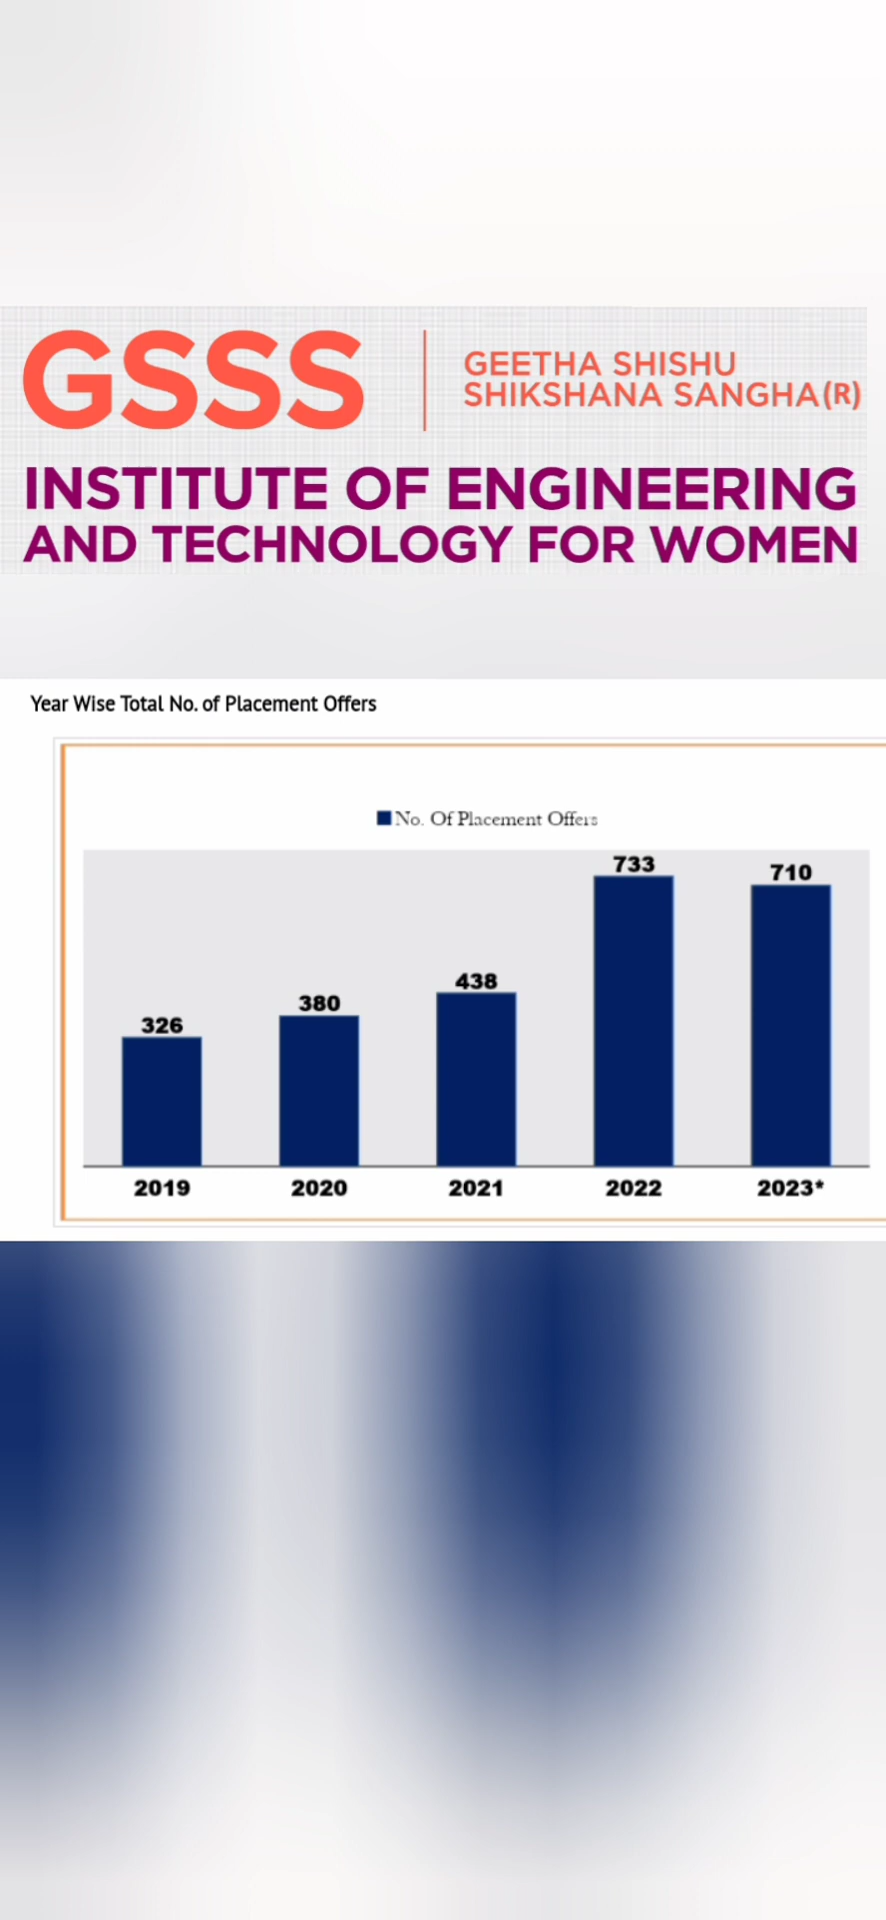 GSSS
GEETHA SHISHU
SHIKSHANA SANGHA(R)
INSTITUTE OF ENGINEERING
AND TECHNOLOGY FOR WOMEN
Year Wise Total No. of Placement Offers
No. Of Placement Offers
326
380
438
733
710
2019
2020
2021
2022
2023*